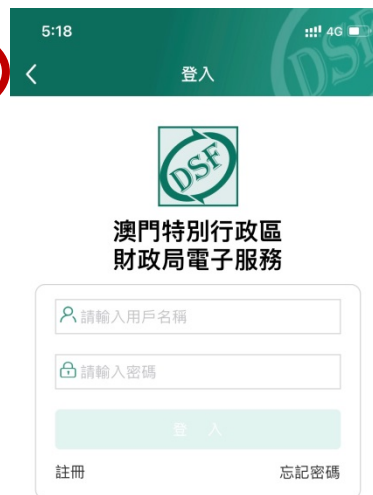 5:18 4G
登入
DSF
DSF
澳門特別行政區
財政局電子服務
請輸入用戶名稱
請輸入密碼
登 入
註冊 忘記密碼